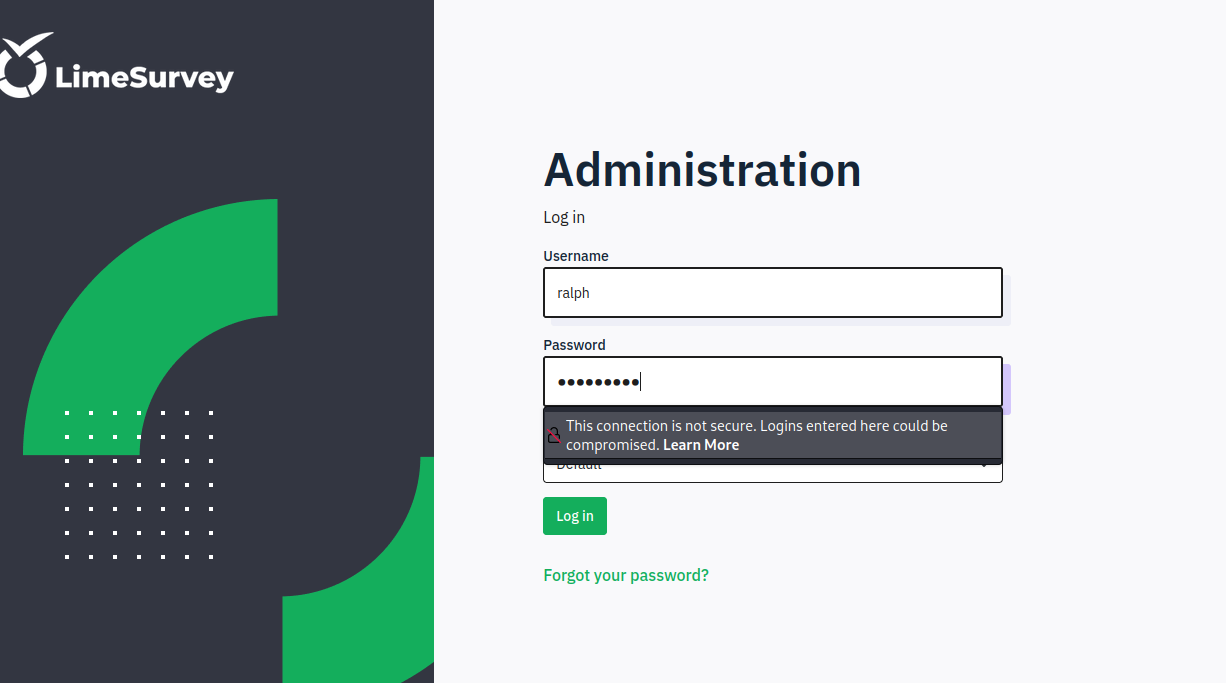 LimeSurvey
Administration
Log in
Username
ralph
Password
●●●●●●●●●
This connection is not secure. Logins entered here could be
compromised. Learn More
Default
Log in
Forgot your password?